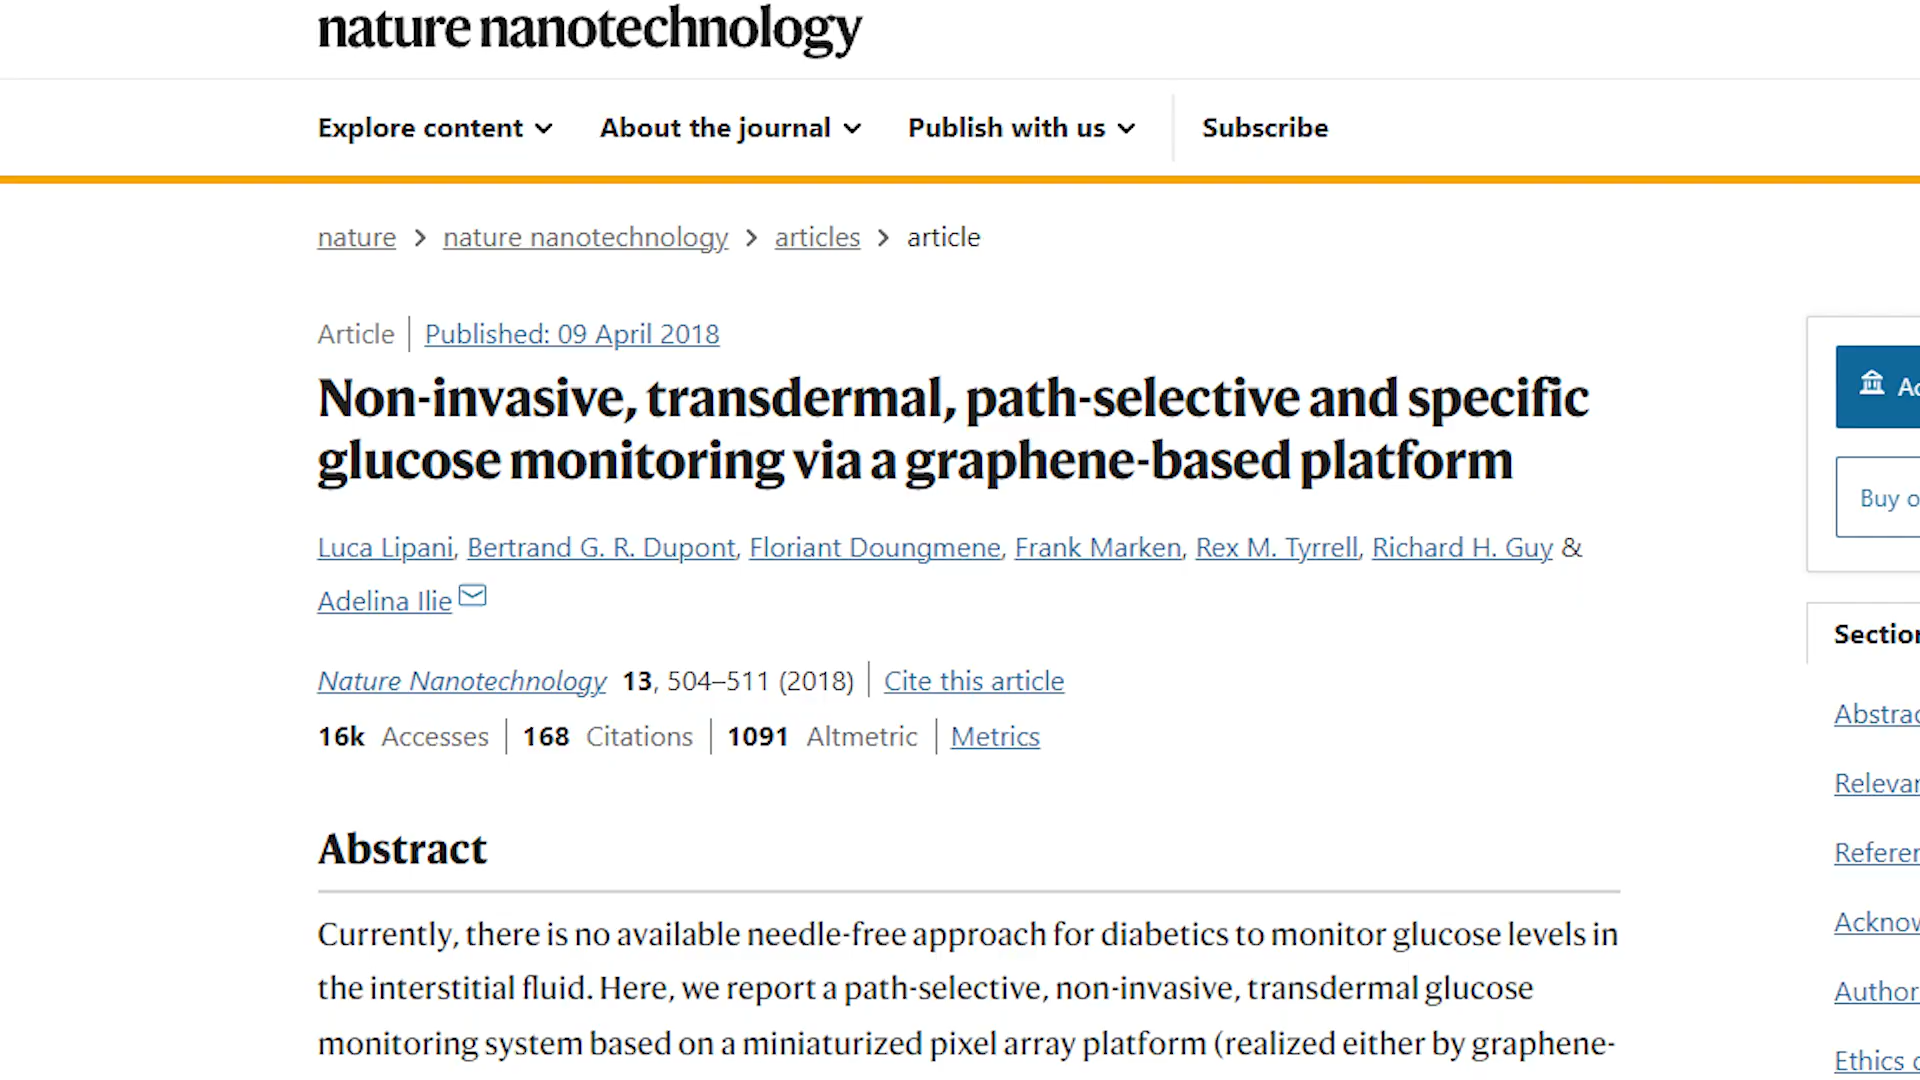 nature nanotechnology
Explore content
About the journal
Publish with us
Subscribe
nature > nature nanotechnology > articles > article
Article | Published: 09 April 2018
Non-invasive, transdermal, path-selective and specific
glucose monitoring via a graphene-based platform
Luca Lipani, Bertrand G. R. Dupont, Floriant Doungmene, Frank Marken, Rex M. Tyrrell, Richard H. Guy &
Adelina Ilie
Nature Nanotechnology 13, 504–511 (2018) | Cite this article
16k Accesses | 168 Citations | 1091 Altmetric | Metrics
Abstract
Currently, there is no available needle-free approach for diabetics to monitor glucose levels in
the interstitial fluid. Here, we report a path-selective, non-invasive, transdermal glucose
monitoring system based on a miniaturized pixel array platform (realized either by graphene-
Buy
Author
Ethics